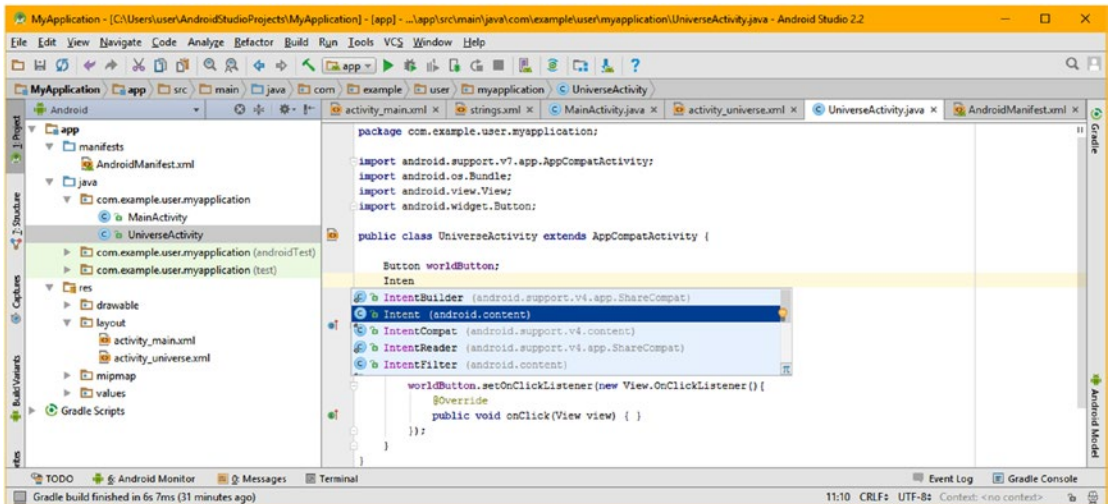 MyApplication - [C:\Users\user\AndroidStudioProjects\MyApplication] - [app] - ...\app\src\main\java\com\example\user\myapplication\UniverseActivity.java - Android Studio 2.2
File Edit View Navigate Code Analyze Refactor Build Run Tools VCS Window Help
app
MyApplication app src main java com example user myapplication UniverseActivity
Android
activity_main.xml × strings.xml × MainActivity.java × activity_universe.xml × UniverseActivity.java × AndroidManifest.xml ×
1: Project
7: Structure
Captures
Build Variants
app
manifests
AndroidManifest.xml
java
com.example.user.myapplication
MainActivity
UniverseActivity
com.example.user.myapplication (androidTest)
com.example.user.myapplication (test)
res
drawable
layout
activity_main.xml
activity_universe.xml
mipmap
values
Gradle Scripts
package com.example.user.myapplication;
import android.support.v7.app.AppCompatActivity;
import android.os.Bundle;
import android.view.View;
import android.widget.Button;
public class UniverseActivity extends AppCompatActivity {
Button worldButton;
Inten
IntentBuilder (android.support.v4.app.ShareCompat)
Intent (android.content)
IntentCompat (android.support.v4.content)
IntentReader (android.support.v4.app.ShareCompat)
IntentFilter (android.content)
worldButton.setOnClickListener(new View.OnClickListener(){
@Override
public void onClick(View view) { }
});
}
}
Gradle
Android Model
TODO 6: Android Monitor 0: Messages Terminal Event Log Gradle Console
Gradle build finished in 6s 7ms (31 minutes ago) 11:10 CRLF÷ UTF-8÷ Context: <no context>